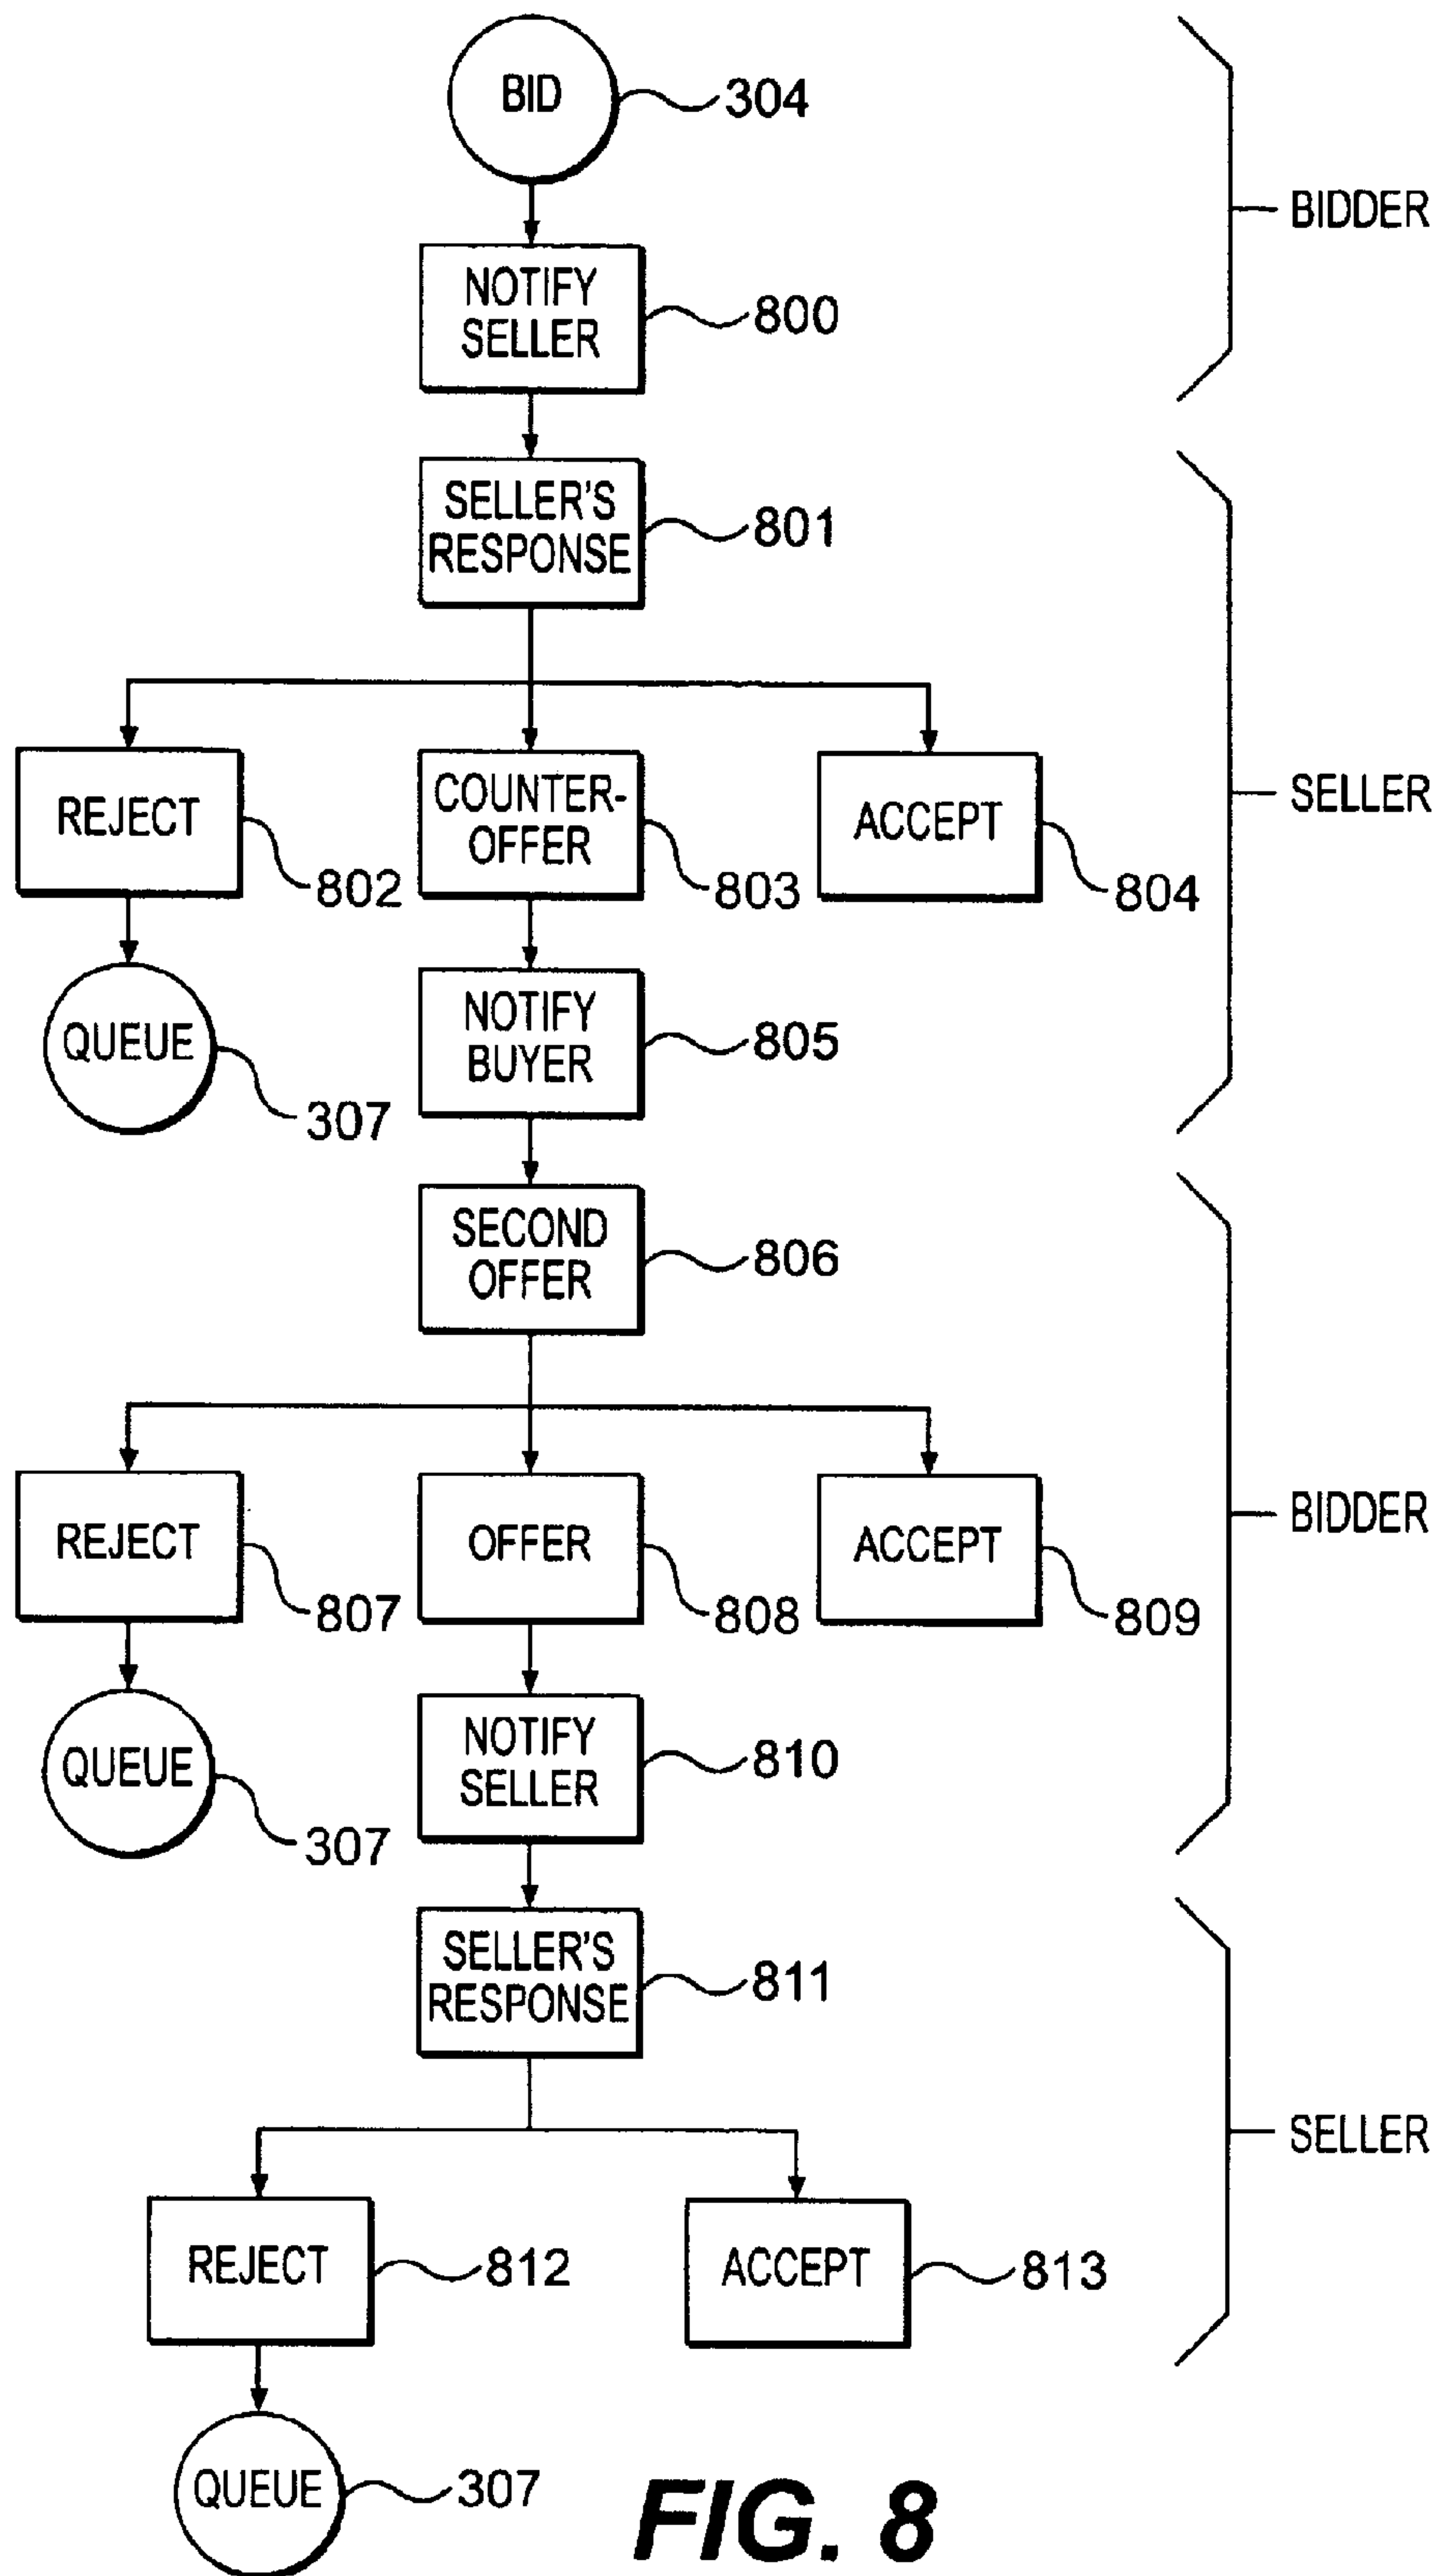 BID
304
BIDDER
NOTIFY
SELLER
800
SELLER'S
RESPONSE
801
REJECT
802
COUNTER-
OFFER
803
ACCEPT
804
SELLER
QUEUE
307
NOTIFY
BUYER
805
SECOND
OFFER
806
REJECT
807
OFFER
808
ACCEPT
809
BIDDER
QUEUE
307
NOTIFY
SELLER
810
SELLER'S
RESPONSE
811
SELLER
REJECT
812
ACCEPT
813
QUEUE
307
FIG. 8